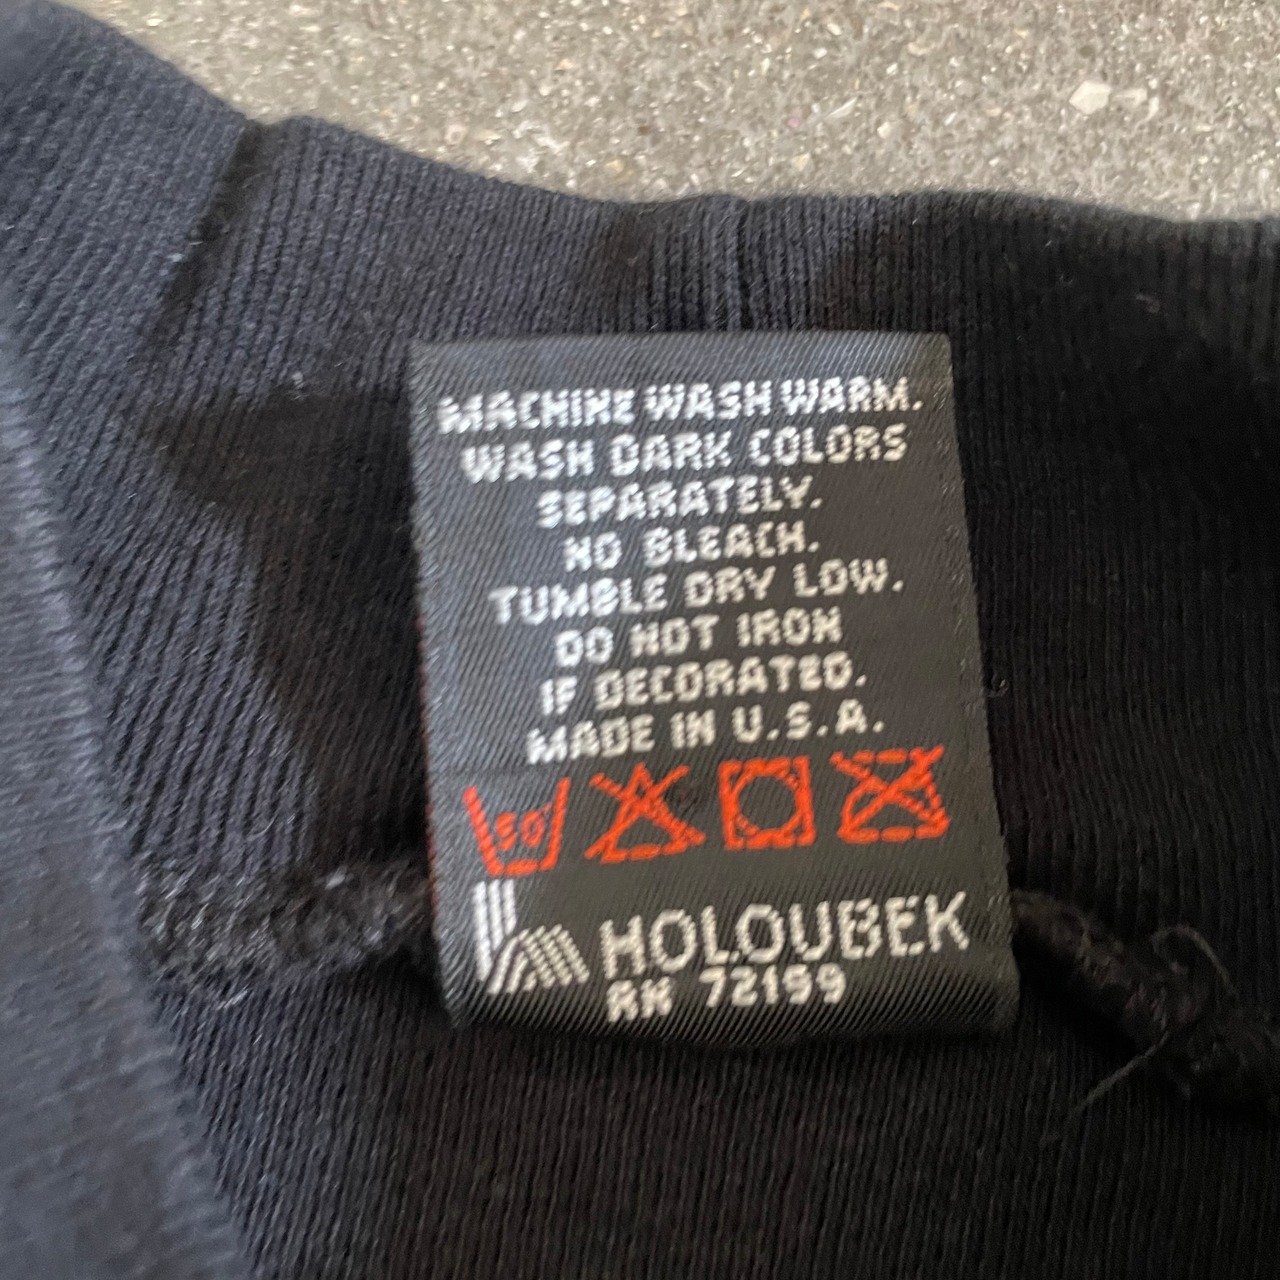 MACHINE WASH WARM.
WASH DARK COLORS
SEPARATELY.
NO BLEACH.
TUMBLE DRY LOW.
DO NOT IRON
IF DECORATED.
MADE IN U.S.A.
50
HOLOUBEK
RN 72199